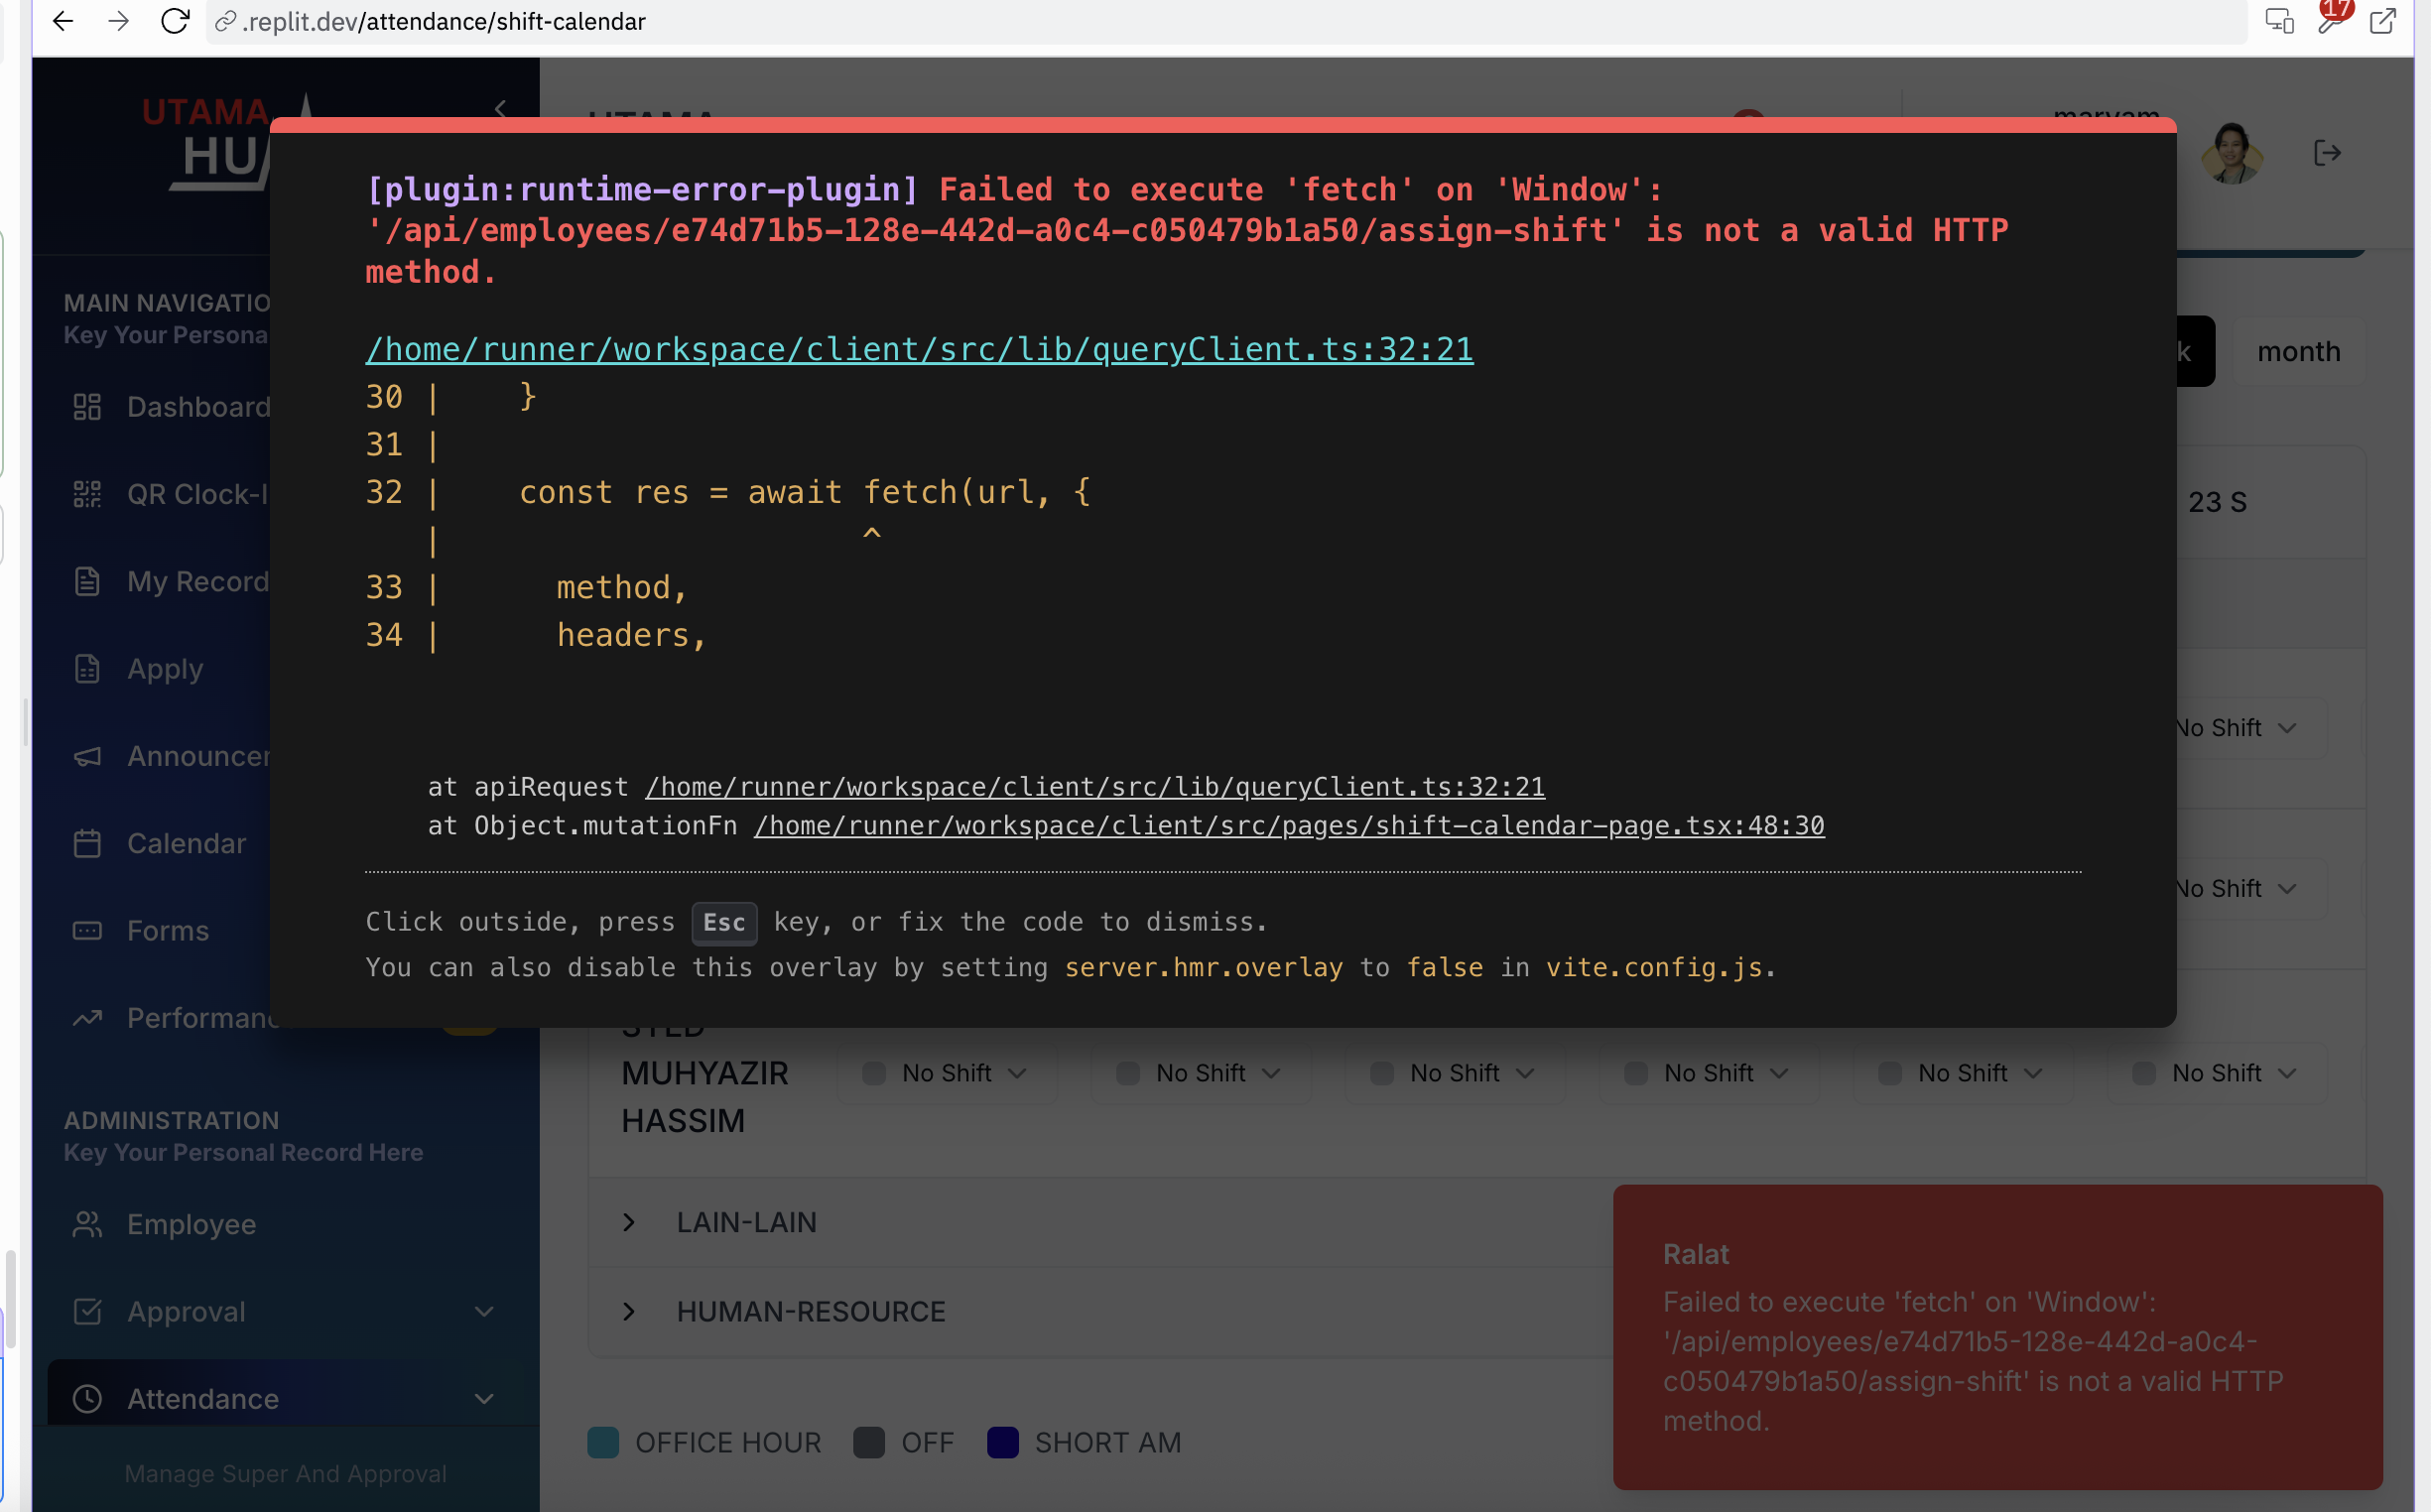 .replit.dev/attendance/shift-calendar
17
UTAMA
HU
UTAMA
maryam
[plugin:runtime-error-plugin] Failed to execute 'fetch' on 'Window':
'/api/employees/e74d71b5-128e-442d-a0c4-c050479b1a50/assign-shift' is not a valid HTTP
method.
/home/runner/workspace/client/src/lib/queryClient.ts:32:21
30 |     }
31 |
32 |     const res = await fetch(url, {
|                       ^
33 |       method,
34 |       headers,
at apiRequest /home/runner/workspace/client/src/lib/queryClient.ts:32:21
at Object.mutationFn /home/runner/workspace/client/src/pages/shift-calendar-page.tsx:48:30
Click outside, press Esc key, or fix the code to dismiss.
You can also disable this overlay by setting server.hmr.overlay to false in vite.config.js.
MAIN NAVIGATIO
Key Your Persona
Dashboard
QR Clock-I
My Record
Apply
Announcer
Calendar
Forms
Performanc
ADMINISTRATION
Key Your Personal Record Here
Employee
Approval
Attendance
Manage Super And Approval
k
month
23 S
No Shift
No Shift
SYED
MUHYAZIR
HASSIM
No Shift
No Shift
No Shift
No Shift
No Shift
No Shift
LAIN-LAIN
HUMAN-RESOURCE
OFFICE HOUR
OFF
SHORT AM
Ralat
Failed to execute 'fetch' on 'Window':
'/api/employees/e74d71b5-128e-442d-a0c4-
c050479b1a50/assign-shift' is not a valid HTTP
method.